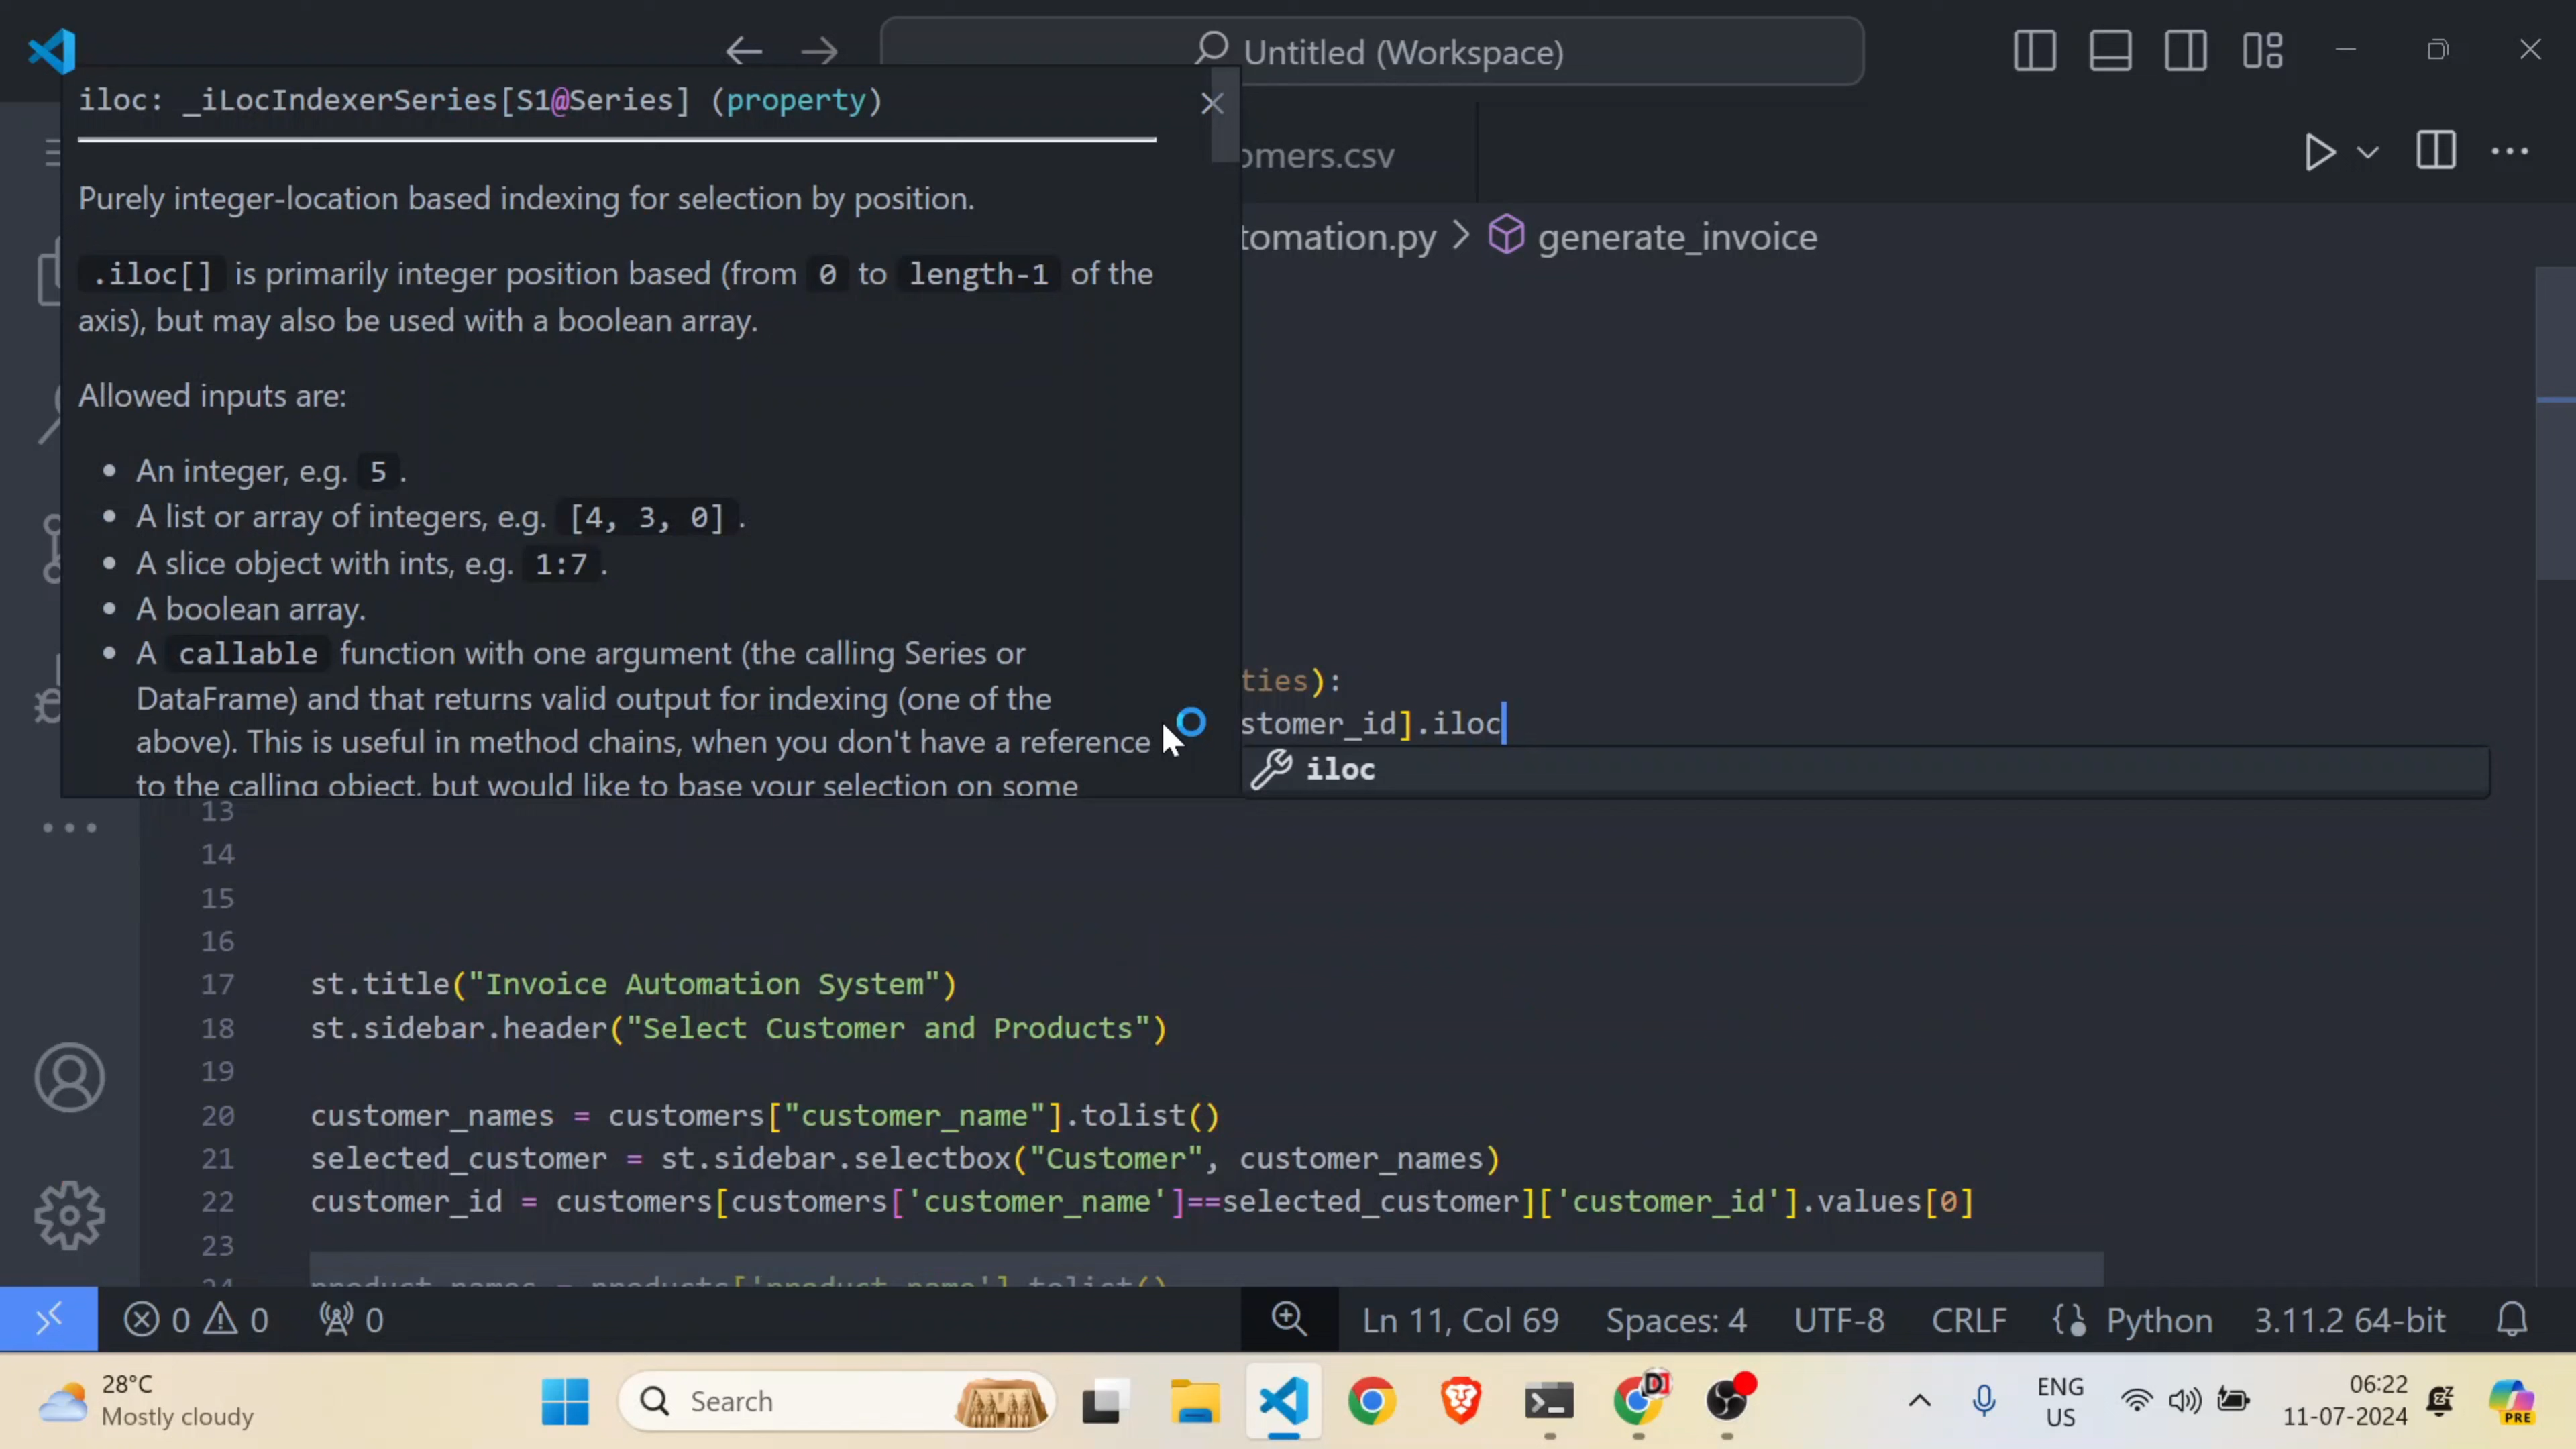 Untitled (Workspace)
iloc: _iLocIndexerSeries[S1@Series] (property)
omers.csv
Purely integer-location based indexing for selection by position.
tomation.py > generate_invoice
.iloc[] is primarily integer position based (from 0 to length-1 of the
axis), but may also be used with a boolean array.
Allowed inputs are:
• An integer, e.g. 5 .
• A list or array of integers, e.g. [4, 3, 0] .
• A slice object with ints, e.g. 1:7 .
• A boolean array.
• A callable function with one argument (the calling Series or
DataFrame) and that returns valid output for indexing (one of the
above). This is useful in method chains, when you don't have a reference
to the calling object, but would like to base your selection on some
ties):
stomer_id].iloc
iloc
13
14
15
16
17 st.title("Invoice Automation System")
18 st.sidebar.header("Select Customer and Products")
19
20 customer_names = customers["customer_name"].tolist()
21 selected_customer = st.sidebar.selectbox("Customer", customer_names)
22 customer_id = customers[customers['customer_name']==selected_customer]['customer_id'].values[0]
23
24 product_names = products['product_name'].tolist()
0 0 0 Ln 11, Col 69 Spaces: 4 UTF-8 CRLF Python 3.11.2 64-bit
28°C
Mostly cloudy
Search
ENG
US
06:22
11-07-2024
PRE